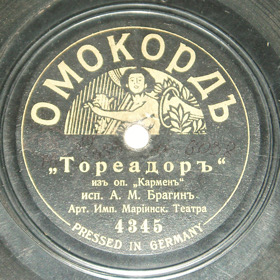 ОМОКОРДЪ
„Тореадоръ“
изъ оп. „Карменъ“
исп. А. М. Брагинъ
Арт. Имп. Маріинск. Театра
4345
PRESSED IN GERMANY